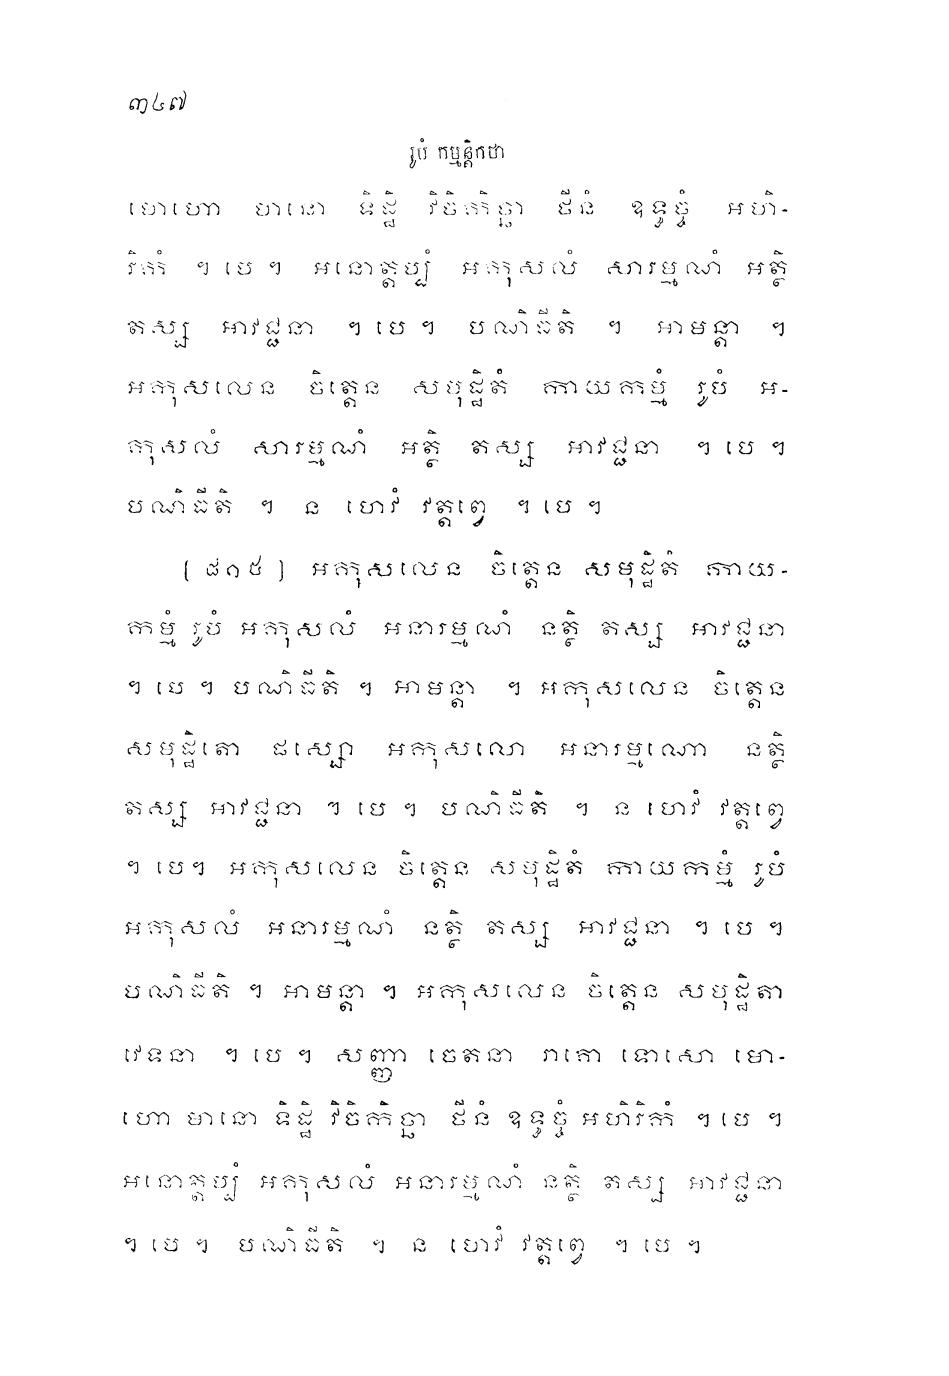 ៣៤៧
រូបំ កម្មន្តិកថា
មោហោ មានោ ទិដ្ឋិ វិចិកិច្ឆា ថីនំ ឧទ្ធច្ចំ អហិ-
រិកំ ។ បេ ។ អនោត្តប្បំ អកុសលំ សារម្មណំ អត្ថិ
តស្ស អាវជ្ជនា ។ បេ ។ បណិធីតិ ។ អាមន្តា ។
អកុសលេន ចិត្តេន សមុដ្ឋិតំ កាយកម្មំ រូបំ អ-
កុសលំ សារម្មណំ អត្ថិ តស្ស អាវជ្ជនា ។ បេ ។
បណិធីតិ ។ ន ហេវំ វត្តព្វេ ។ បេ ។
[ ៨១៥ ] អកុសលេន ចិត្តេន សមុដ្ឋិតំ កាយ-
កម្មំ រូបំ អកុសលំ អនារម្មណំ នត្ថិ តស្ស អាវជ្ជនា
។ បេ ។ បណិធីតិ ។ អាមន្តា ។ អកុសលេន ចិត្តេន
សមុដ្ឋិតោ ផស្សោ អកុសលោ អនារម្មណោ នត្ថិ
តស្ស អាវជ្ជនា ។ បេ ។ បណិធីតិ ។ ន ហេវំ វត្តព្វេ
។ បេ។ អកុសលេន ចិត្តេន សមុដ្ឋិតំ កាយកម្មំ រូបំ
អកុសលំ អនារម្មណំ នត្ថិ តស្ស អាវជ្ជនា ។ បេ ។
បណិធីតិ ។ អាមន្តា ។ អកុសលេន ចិត្តេន សមុដ្ឋិតា
វេទនា ។ បេ ។ សញ្ញា ចេតនា រាគោ ទោសោ មោ-
ហោ មានោ ទិដ្ឋិ វិចិកិច្ឆា ថីនំ ឧទ្ធច្ចំ អហិរិកំ ។ បេ ។
អនោត្តប្បំ អកុសលំ អនារម្មណំ នត្ថិ តស្ស អាវជ្ជនា
។ បេ ។ បណិធីតិ ។ ន ហេវំ វត្តព្វេ ។ បេ ។